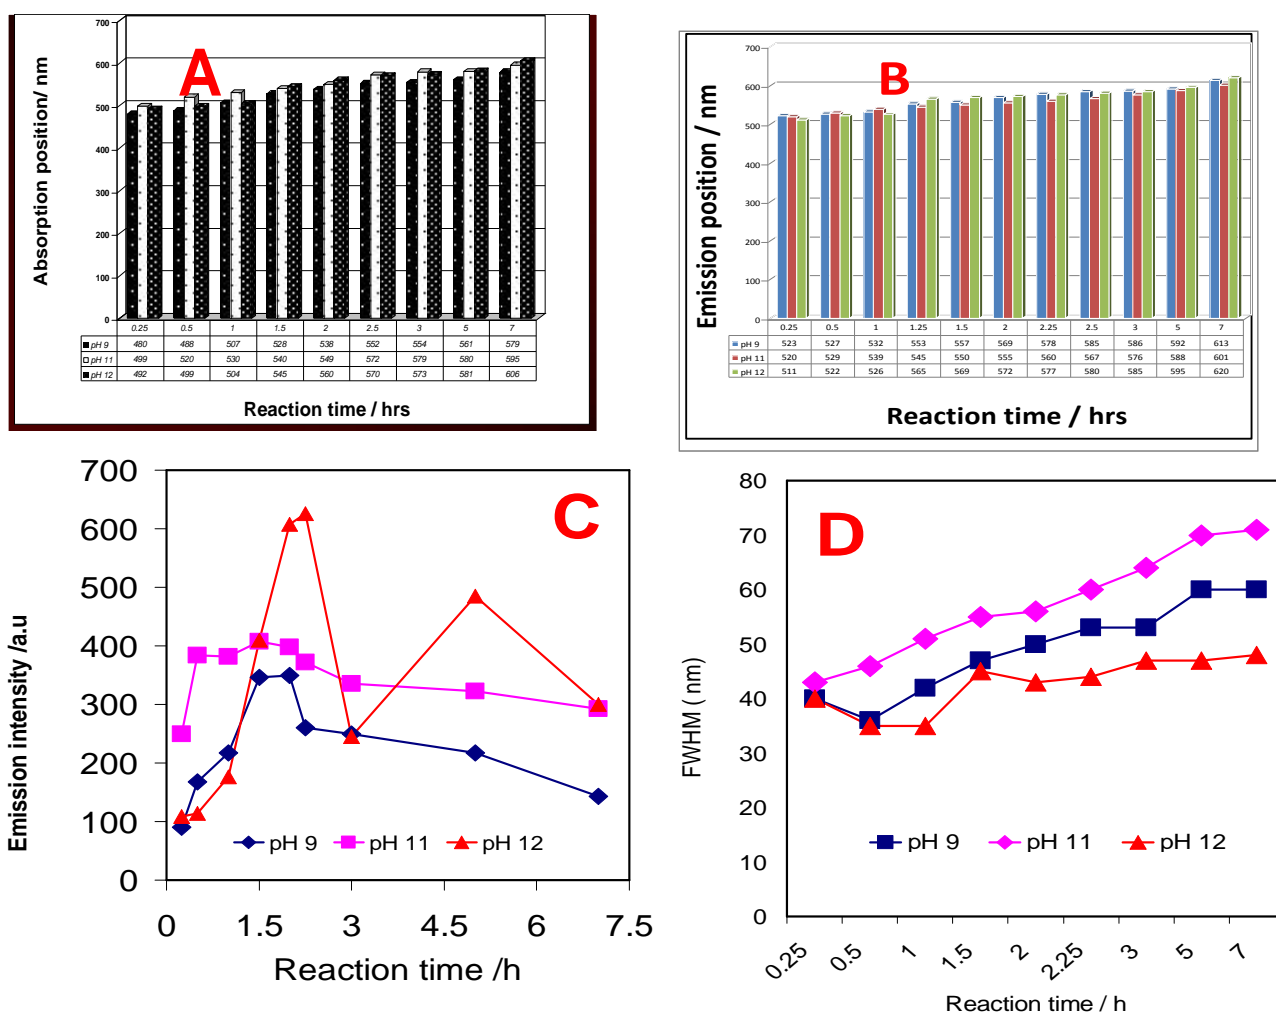 A
Absorption position/ nm
700
600
500
400
300
200
100
0
0.25 0.5 1 1.5 2 2.5 3 5 7
pH 9 480 488 507 528 538 552 554 561 579
pH 11 499 520 530 540 549 572 579 580 595
pH 12 492 499 504 545 560 570 573 581 606
Reaction time / hrs
B
Emission position / nm
700
600
500
400
300
200
100
0
0.25 0.5 1 1.25 1.5 2 2.25 2.5 3 5 7
pH 9 523 527 532 553 557 569 578 585 586 592 613
pH 11 520 529 539 545 550 555 560 567 576 588 601
pH 12 511 522 526 565 569 572 577 580 585 595 620
Reaction time / hrs
C
Emission intensity /a.u
700
600
500
400
300
200
100
0
pH 9 pH 11 pH 12
0 1.5 3 4.5 6 7.5
Reaction time /h
D
FWHM ( nm)
80
70
60
50
40
30
20
10
0
pH 9 pH 11 pH 12
0.25 0.5 1 1.5 2 2.25 3 5 7
Reaction time / h